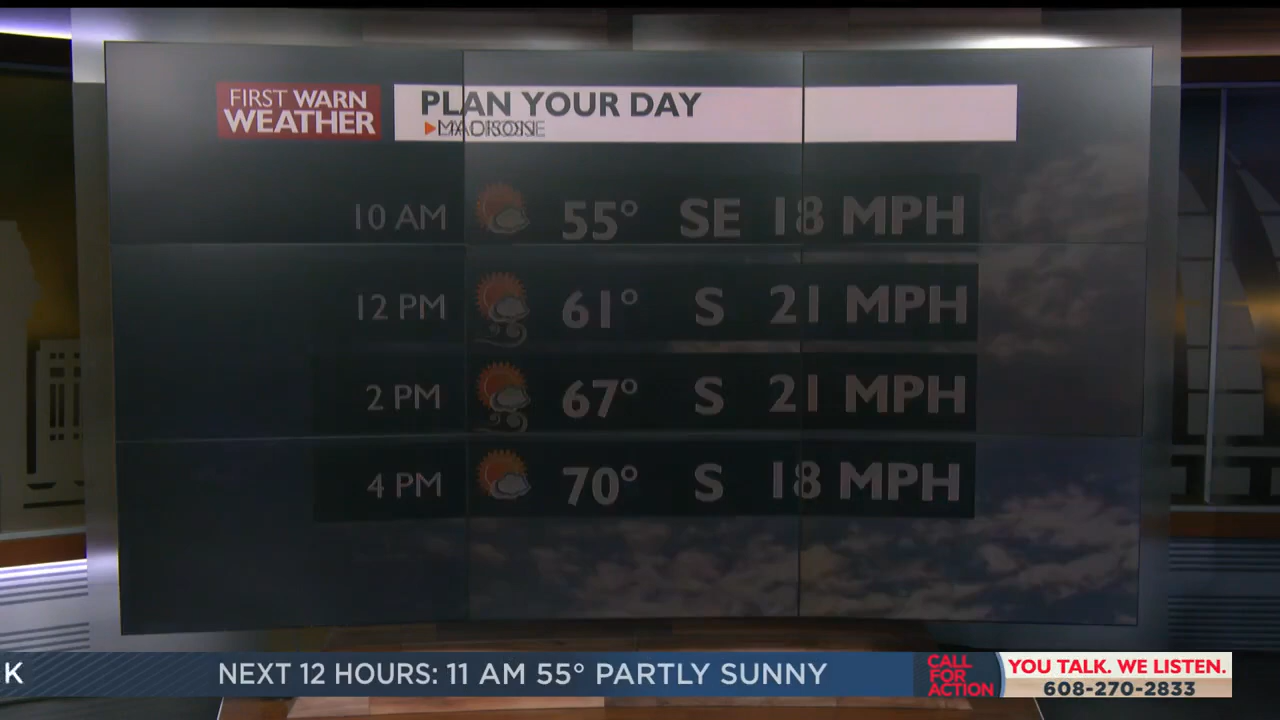 FIRST WARN
WEATHER
PLAN YOUR DAY
10 AM 55° SE 18 MPH
12 PM 61° S 21 MPH
2 PM 67° S 21 MPH
4 PM 70° S 18 MPH
K NEXT 12 HOURS: 11 AM 55° PARTLY SUNNY
CALL
FOR
ACTION
YOU TALK. WE LISTEN.
608-270-2833